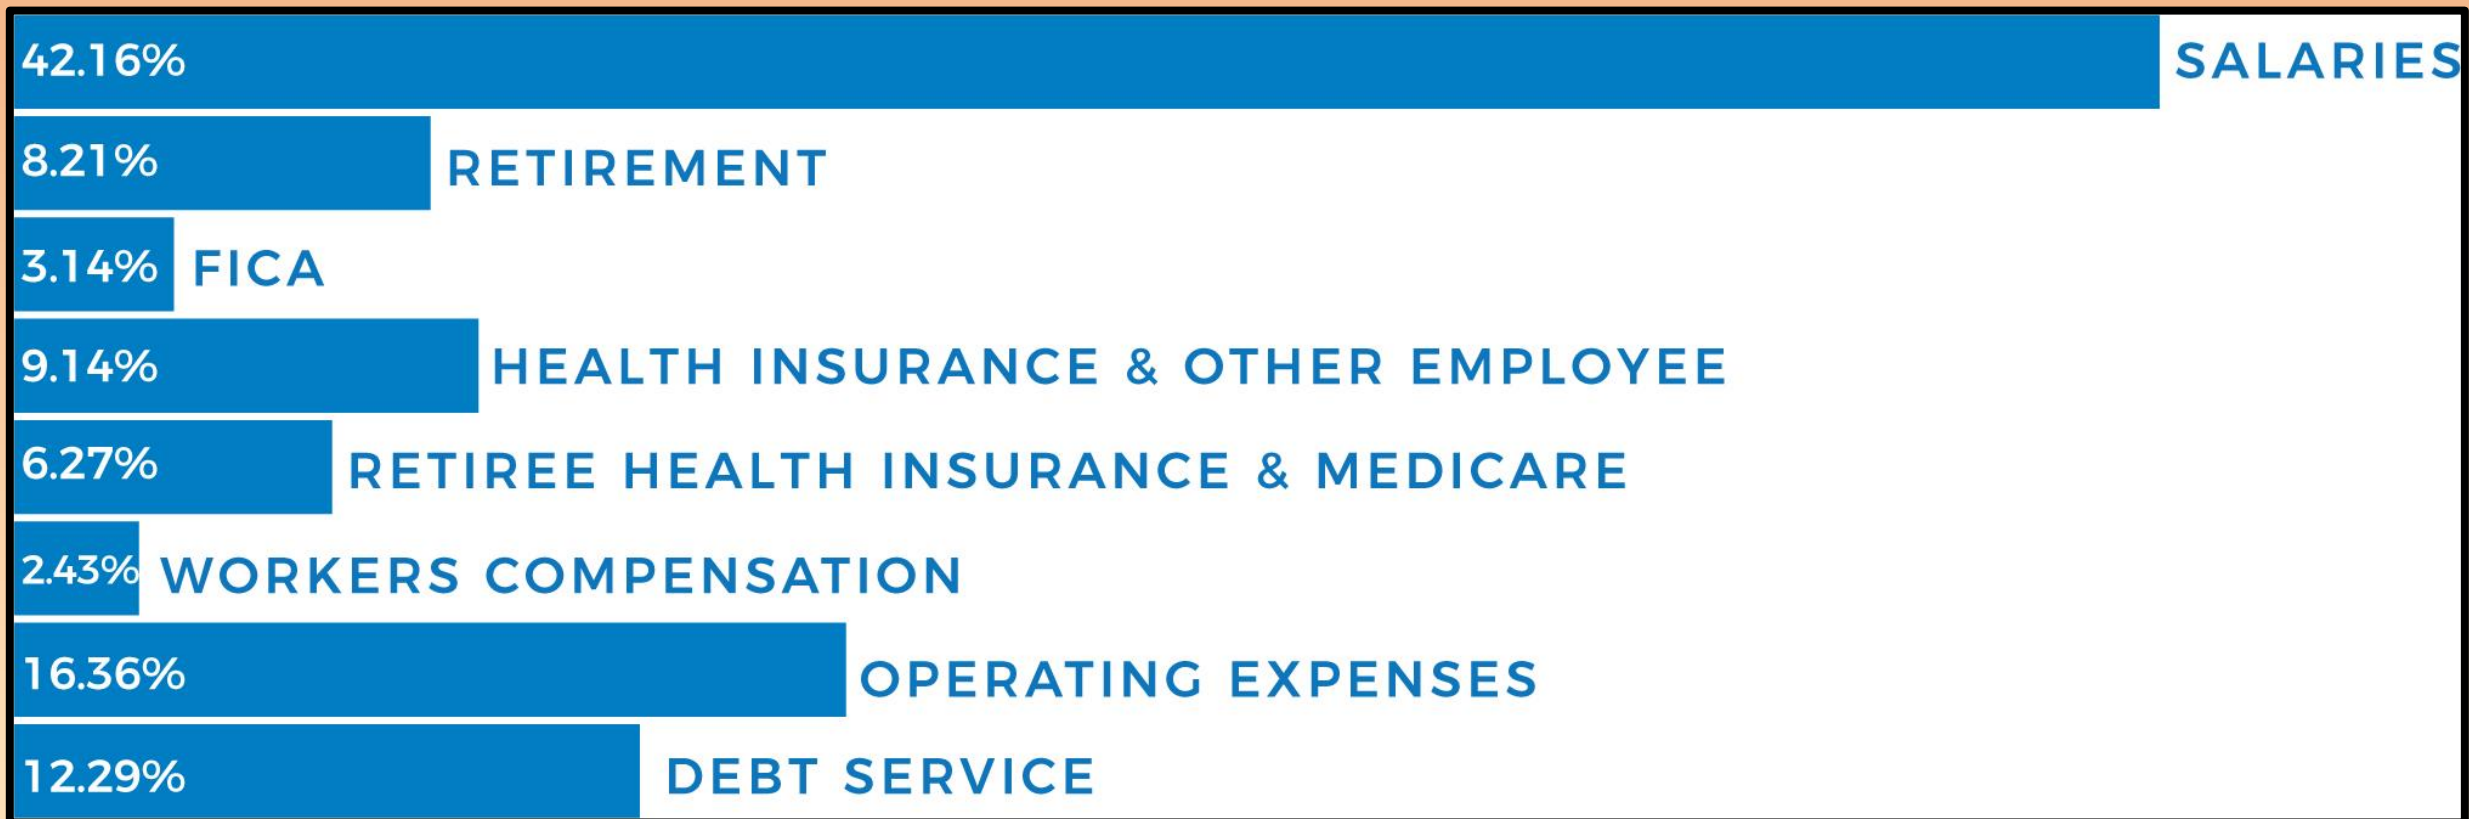 42.16% SALARIES
8.21% RETIREMENT
3.14% FICA
9.14% HEALTH INSURANCE & OTHER EMPLOYEE
6.27% RETIREE HEALTH INSURANCE & MEDICARE
2.43% WORKERS COMPENSATION
16.36% OPERATING EXPENSES
12.29% DEBT SERVICE